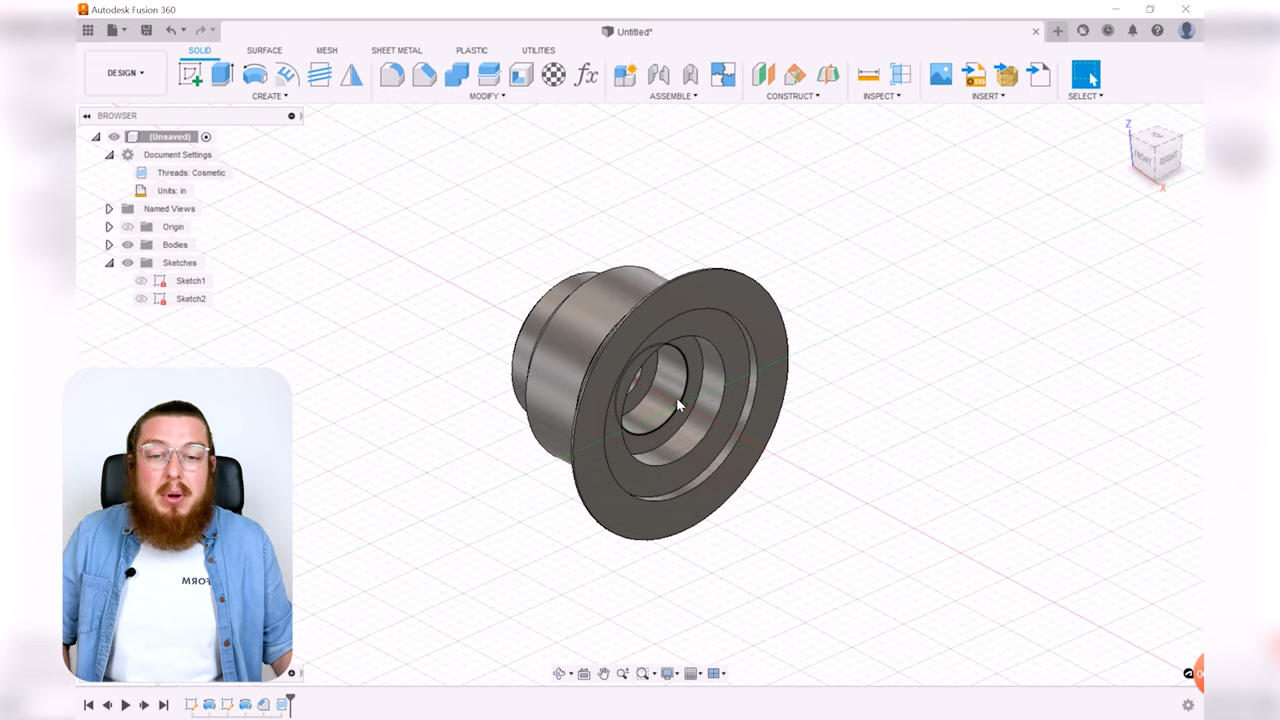 Autodesk Fusion 360
Untitled*
SOLID
SURFACE
MESH
SHEET METAL
PLASTIC
UTILITIES
DESIGN
CREATE
MODIFY
ASSEMBLE
CONSTRUCT
INSPECT
INSERT
SELECT
BROWSER
(Unsaved)
Document Settings
Threads: Cosmetic
Units: in
Named Views
Origin
Bodies
Sketches
Sketch1
Sketch2
Z
FRONT
RIGHT
X